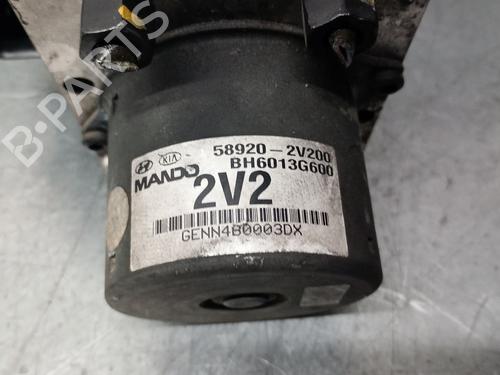 B-PARTS
KIA 58920-2V200
MANDO BH6013G600
2V2
GENN4B0003DX